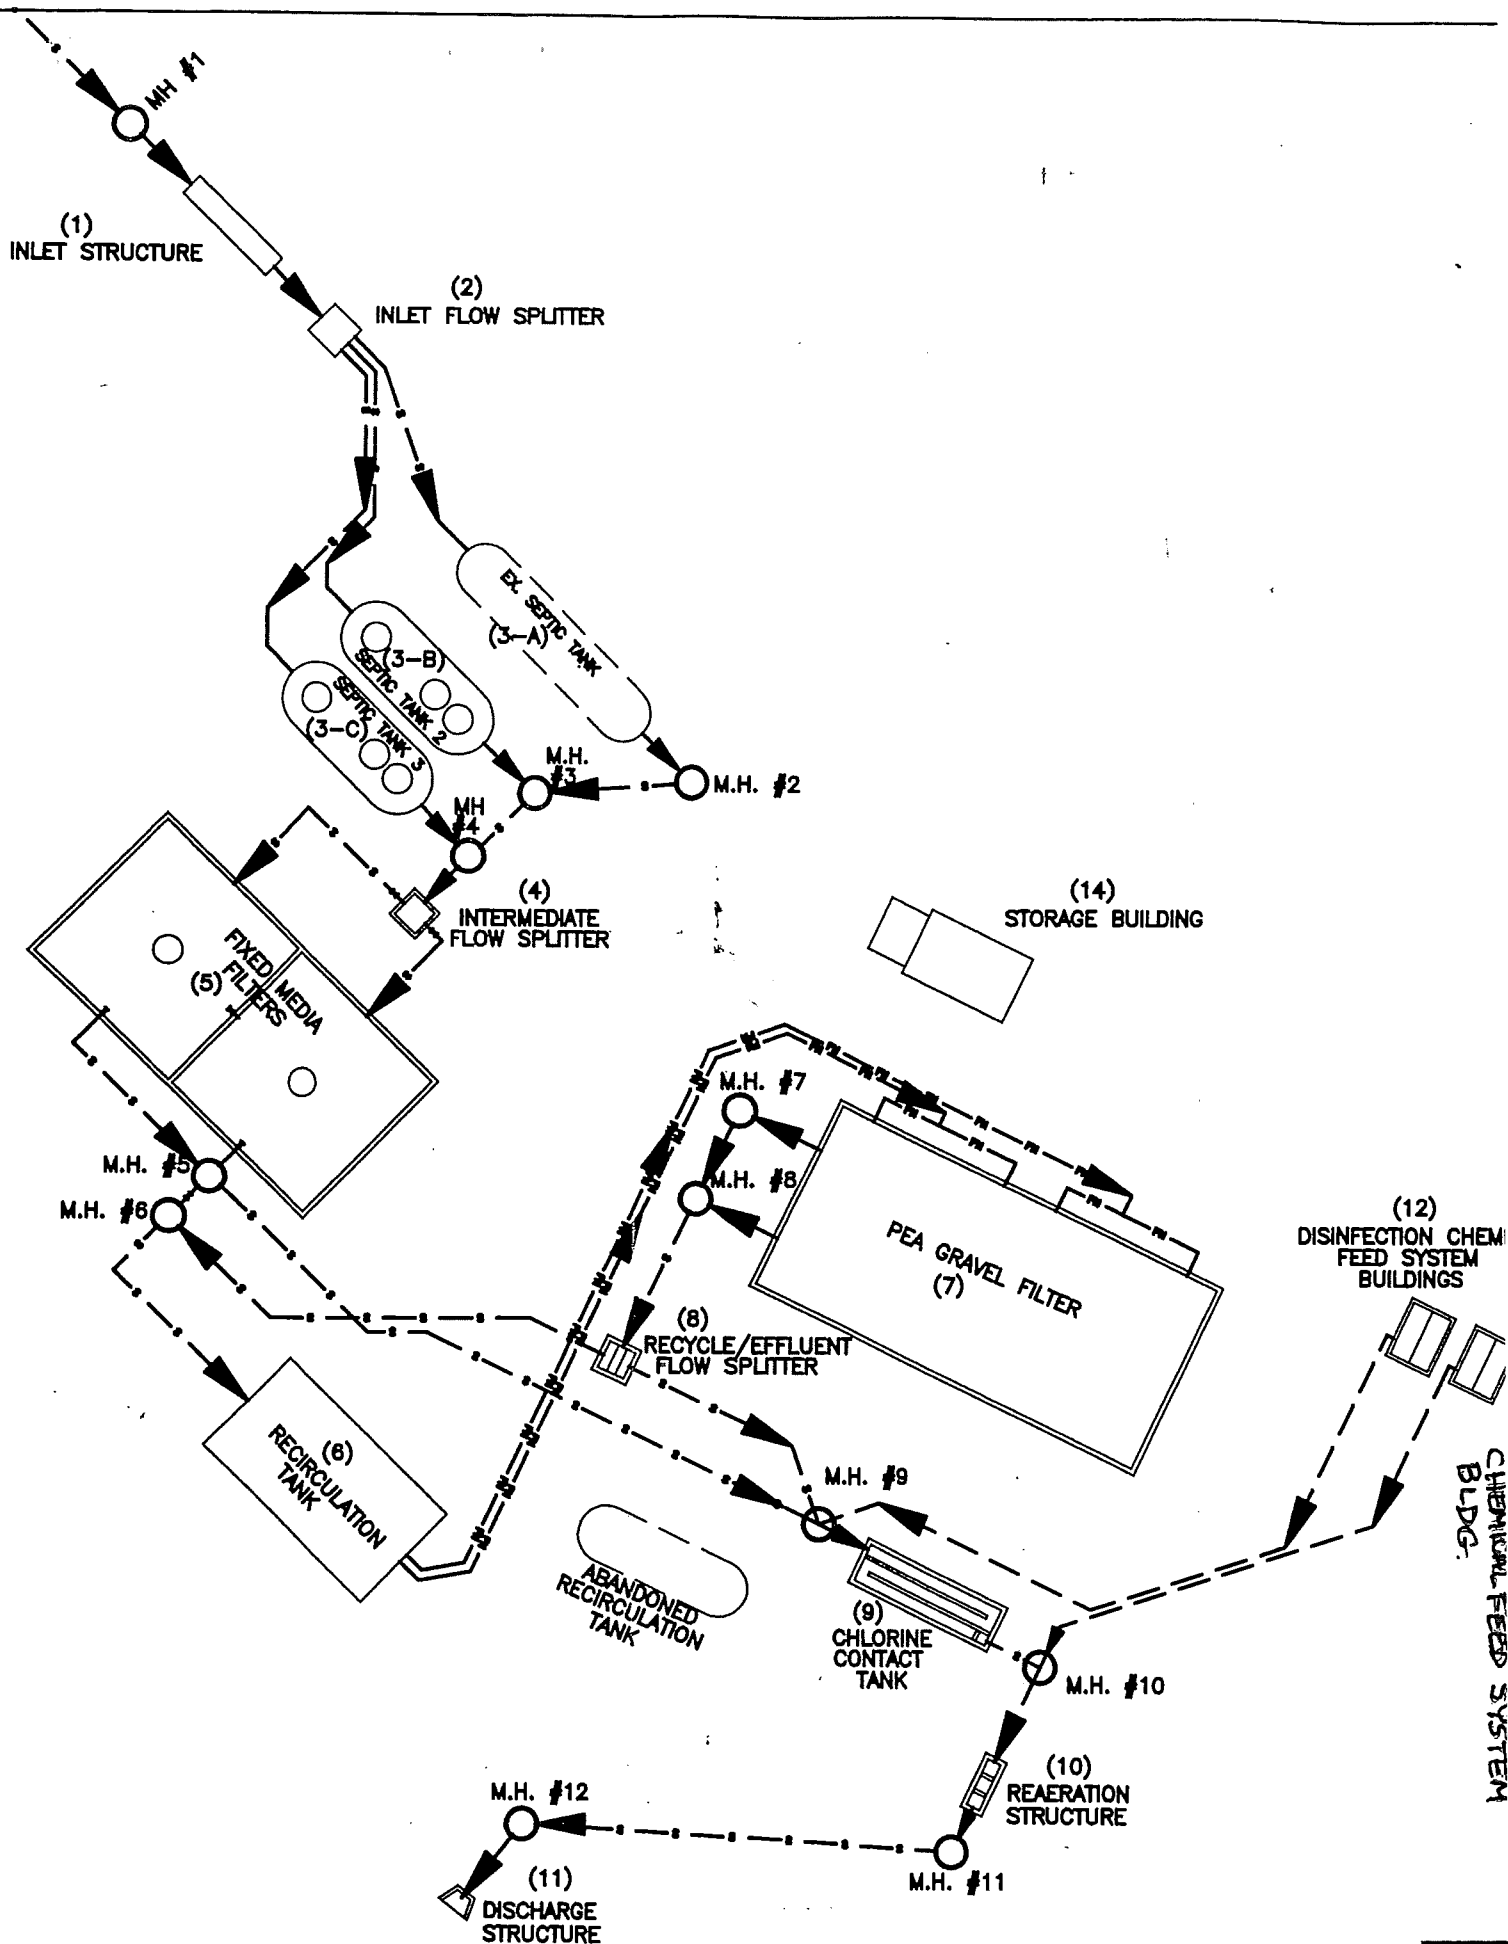 MH #1
(1)
INLET STRUCTURE
(2)
INLET FLOW SPLITTER
EX. SEPTIC TANK
(3-A)
(3-B)
SEPTIC TANK 2
SEPTIC TANK 3
(3-C)
M.H.
#3
M.H. #2
MH
#4
(4)
INTERMEDIATE
FLOW SPLITTER
(14)
STORAGE BUILDING
FIXED MEDIA
FILTERS
(5)
M.H. #7
M.H. #5
M.H. #8
M.H. #6
PEA GRAVEL FILTER
(7)
(12)
DISINFECTION CHEMI
FEED SYSTEM
BUILDINGS
(8)
RECYCLE/EFFLUENT
FLOW SPLITTER
(6)
RECIRCULATION
TANK
M.H. #9
CHEMICAL FEED SYSTEM
BLDG.
ABANDONED
RECIRCULATION
TANK
(9)
CHLORINE
CONTACT
TANK
M.H. #10
(10)
REAERATION
STRUCTURE
M.H. #12
M.H. #11
(11)
DISCHARGE
STRUCTURE